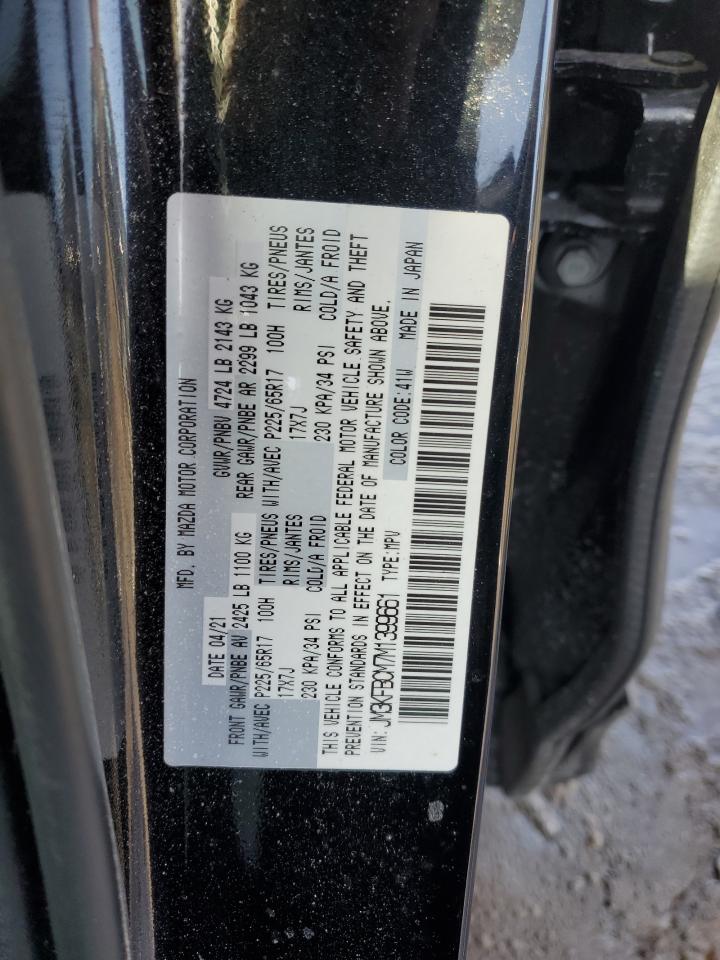 MFD. BY MAZDA MOTOR CORPORATION
DATE 04/21 GVWR/PNBV 4724 LB 2143 KG
FRONT GAWR/PNBE AV 2425 LB 1100 KG REAR GAWR/PNBE AR 2299 LB 1043 KG
WITH/AVEC P225/65R17 100H TIRES/PNEUS WITH/AVEC P225/65R17 100H TIRES/PNEUS
17X7J RIMS/JANTES 17X7J RIMS/JANTES
230 KPA/34 PSI COLD/A FROID 230 KPA/34 PSI COLD/A FROID
THIS VEHICLE CONFORMS TO ALL APPLICABLE FEDERAL MOTOR VEHICLE SAFETY AND THEFT
PREVENTION STANDARDS IN EFFECT ON THE DATE OF MANUFACTURE SHOWN ABOVE.
VIN: JM3KFBCM7M1399661 TYPE:MPV COLOR CODE:41W MADE IN JAPAN